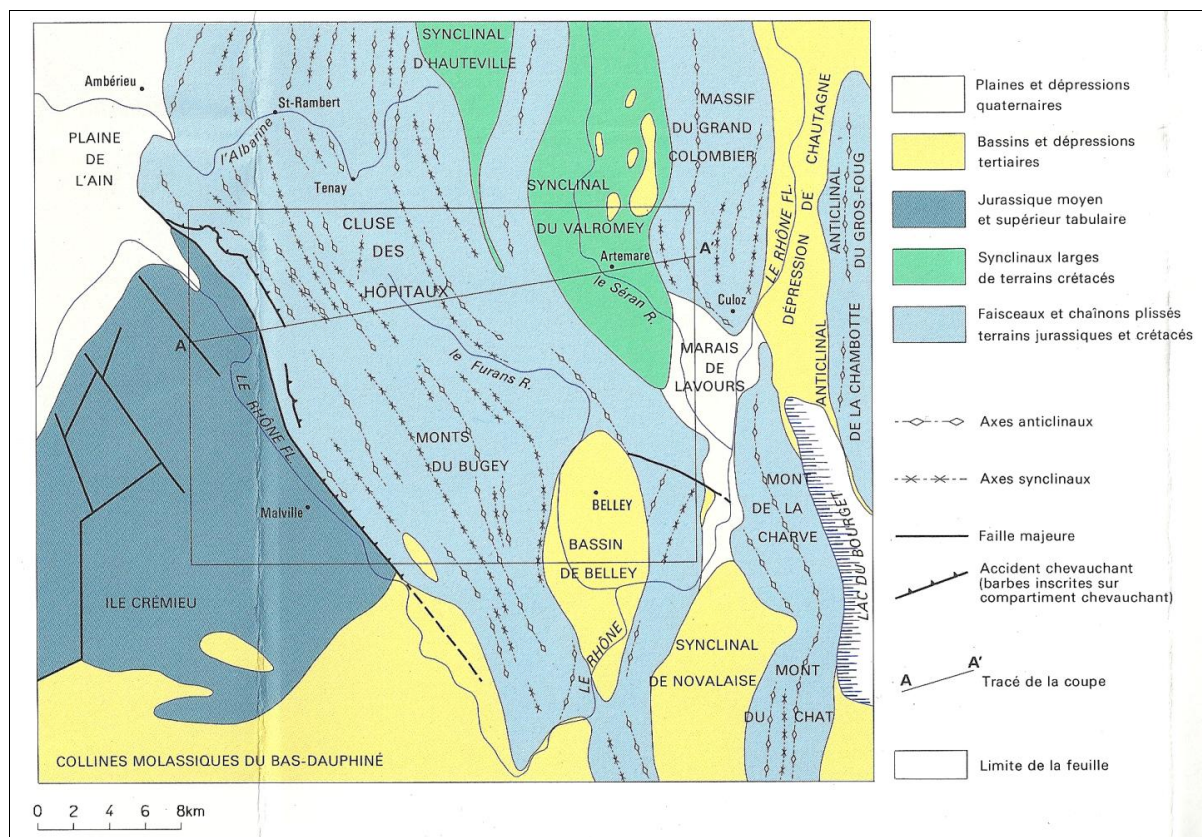 SYNCLINAL
D'HAUTEVILLE
Ambérieu
St-Rambert
PLAINE
DE
L'AIN
l'Albarine
Tenay
MASSIF
DU GRAND
COLOMBIER
SYNCLINAL
DU VALROMEY
CLUSE
DES
HÔPITAUX
Artemare
A'
le Séran R.
Culoz
LE RHÔNE FL.
DÉPRESSION DE CHAUTAGNE
ANTICLINAL
DU GROS-FOUG
ANTICLINAL
DE LA CHAMBOTTE
A
LE RHÔNE FL.
le Furans R.
MARAIS
DE
LAVOURS
MONTS
DU BUGEY
Malville
BELLEY
BASSIN
DE BELLEY
MONT
DE LA
CHARVE
LAC DU BOURGET
ILE CRÉMIEU
LE RHÔNE
SYNCLINAL
DE NOVALAISE
MONT
DU CHAT
COLLINES MOLASSIQUES DU BAS-DAUPHINÉ
0 2 4 6 8km
Plaines et dépressions
quaternaires
Bassins et dépressions
tertiaires
Jurassique moyen
et supérieur tabulaire
Synclinaux larges
de terrains crétacés
Faisceaux et chaînons plissés
terrains jurassiques et crétacés
Axes anticlinaux
Axes synclinaux
Faille majeure
Accident chevauchant
(barbes inscrites sur
compartiment chevauchant)
A A'
Tracé de la coupe
Limite de la feuille